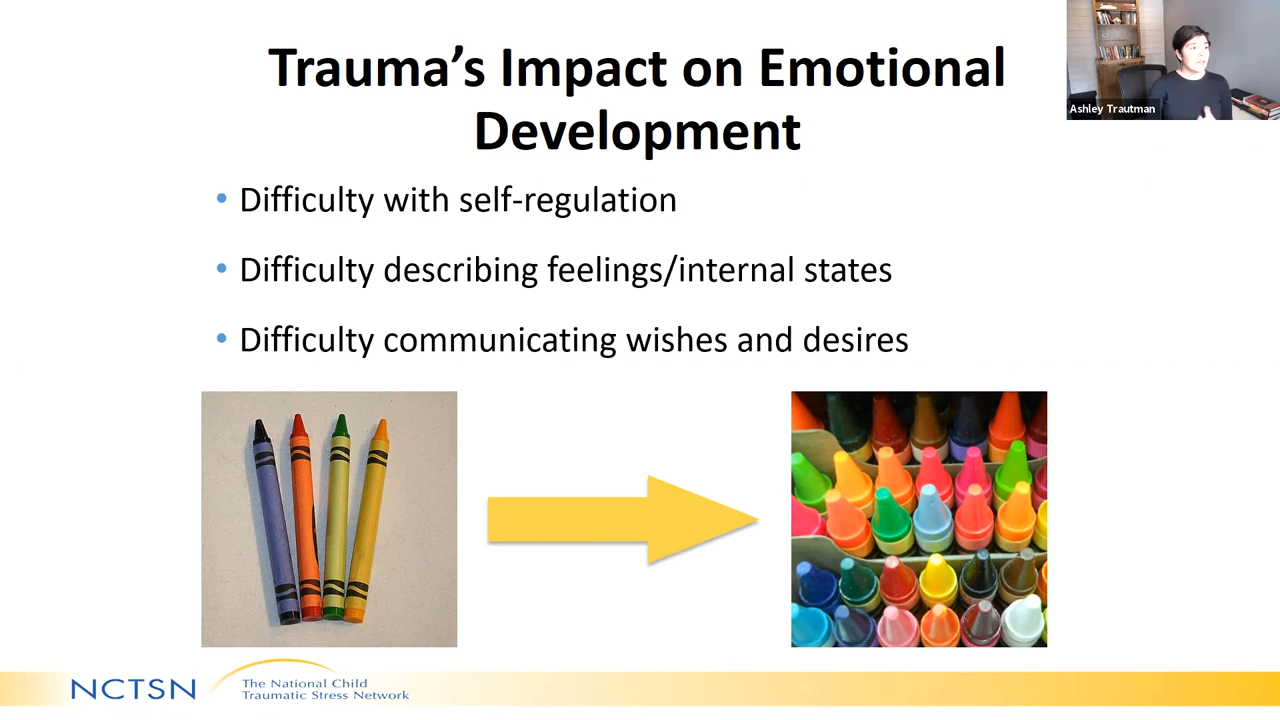 Trauma's Impact on Emotional
Development
Ashley Trautman
• Difficulty with self-regulation
• Difficulty describing feelings/internal states
• Difficulty communicating wishes and desires
NCTSN
The National Child
Traumatic Stress Network